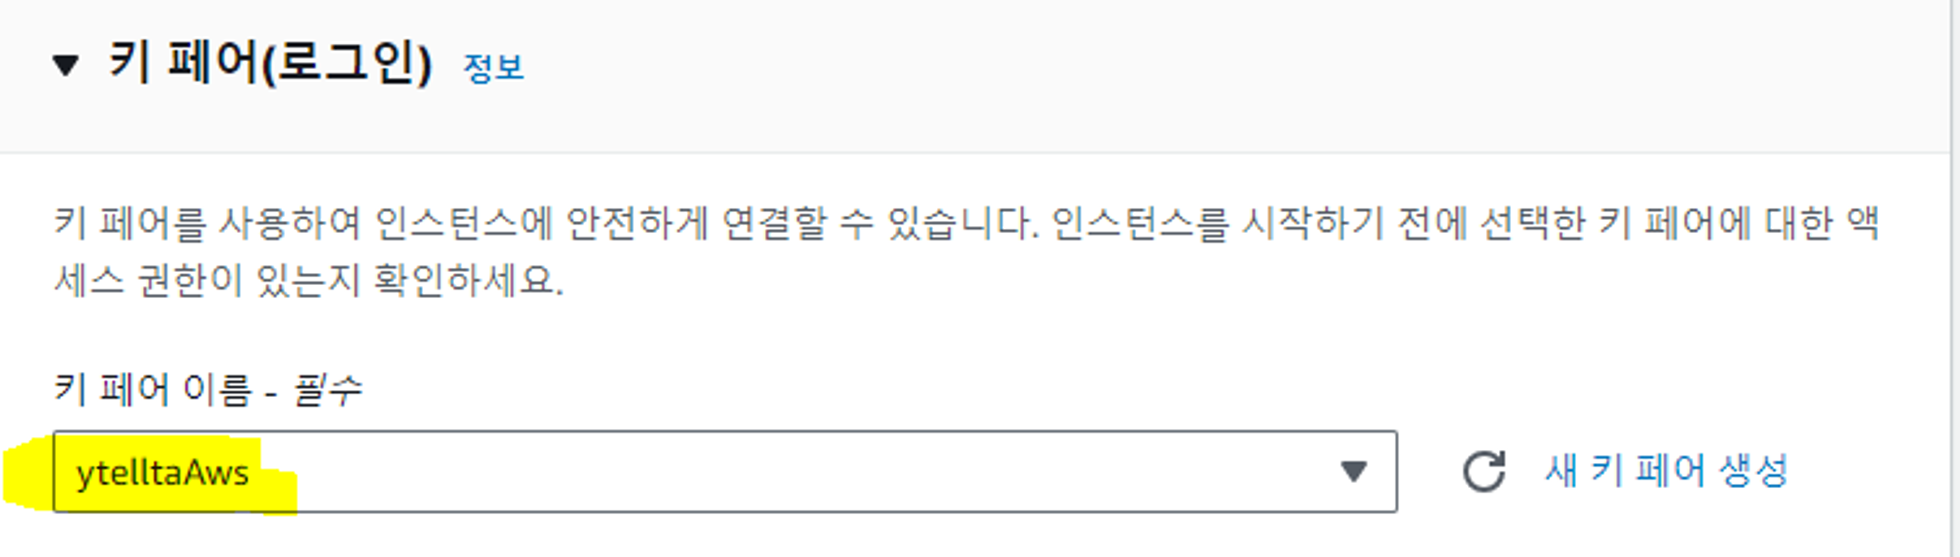 키 페어(로그인) 정보
키 페어를 사용하여 인스턴스에 안전하게 연결할 수 있습니다. 인스턴스를 시작하기 전에 선택한 키 페어에 대한 액
세스 권한이 있는지 확인하세요.
키 페어 이름 - 필수
ytelltaAws 새 키 페어 생성